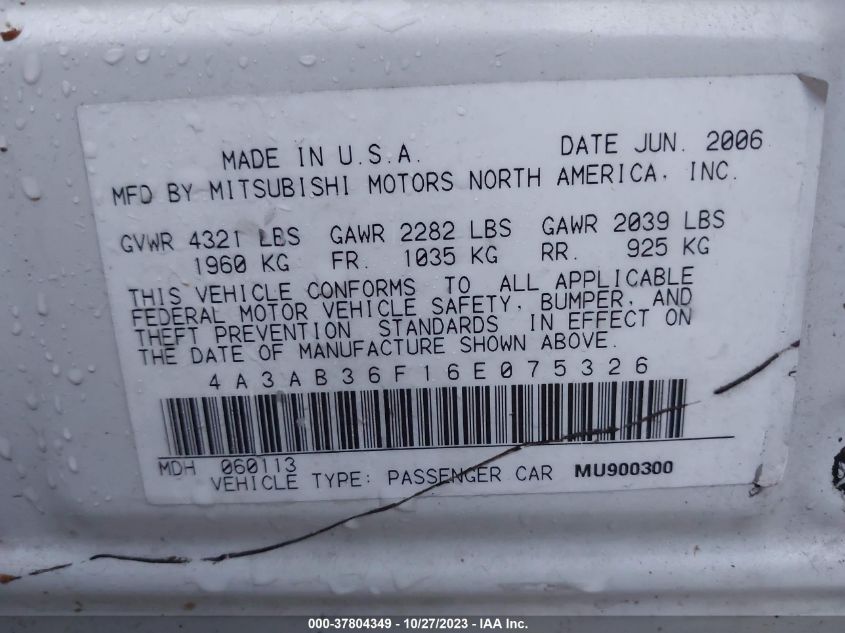 MADE IN U.S.A. DATE JUN. 2006
MFD BY MITSUBISHI MOTORS NORTH AMERICA, INC.
GVWR 4321 LBS GAWR 2282 LBS GAWR 2039 LBS
1960 KG FR. 1035 KG RR. 925 KG
THIS VEHICLE CONFORMS TO ALL APPLICABLE
FEDERAL MOTOR VEHICLE SAFETY, BUMPER, AND
THEFT PREVENTION STANDARDS IN EFFECT ON
THE DATE OF MANUFACTURE SHOWN ABOVE.
4A3AB36F16E075326
MDH 060113
VEHICLE TYPE: PASSENGER CAR MU900300
000-37804349 | 10/27/2023 | IAA Inc.